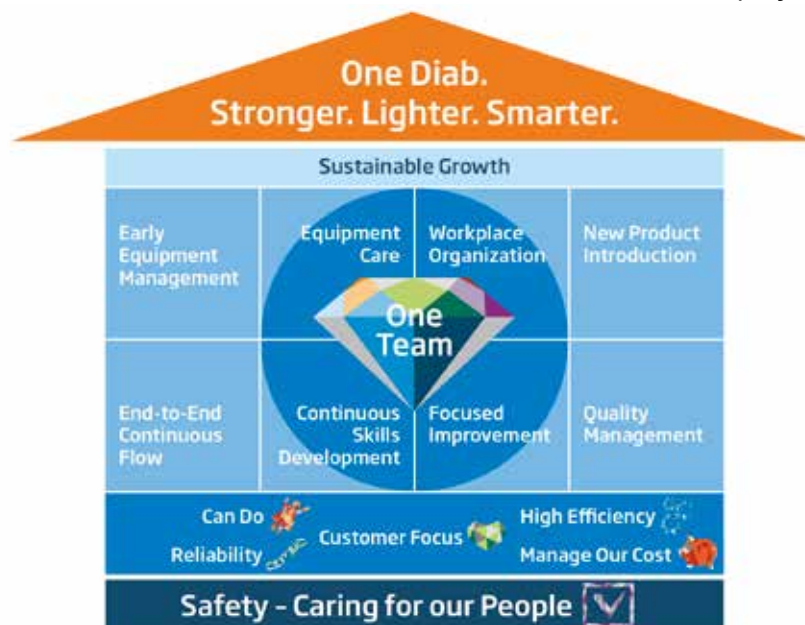 One Diab.
Stronger. Lighter. Smarter.
Sustainable Growth
Early
Equipment
Management
Equipment
Care
Workplace
Organization
New Product
Introduction
One
Team
End-to-End
Continuous
Flow
Continuous
Skills
Development
Focused
Improvement
Quality
Management
Can Do
Reliability
Customer Focus
High Efficiency
Manage Our Cost
Safety – Caring for our People